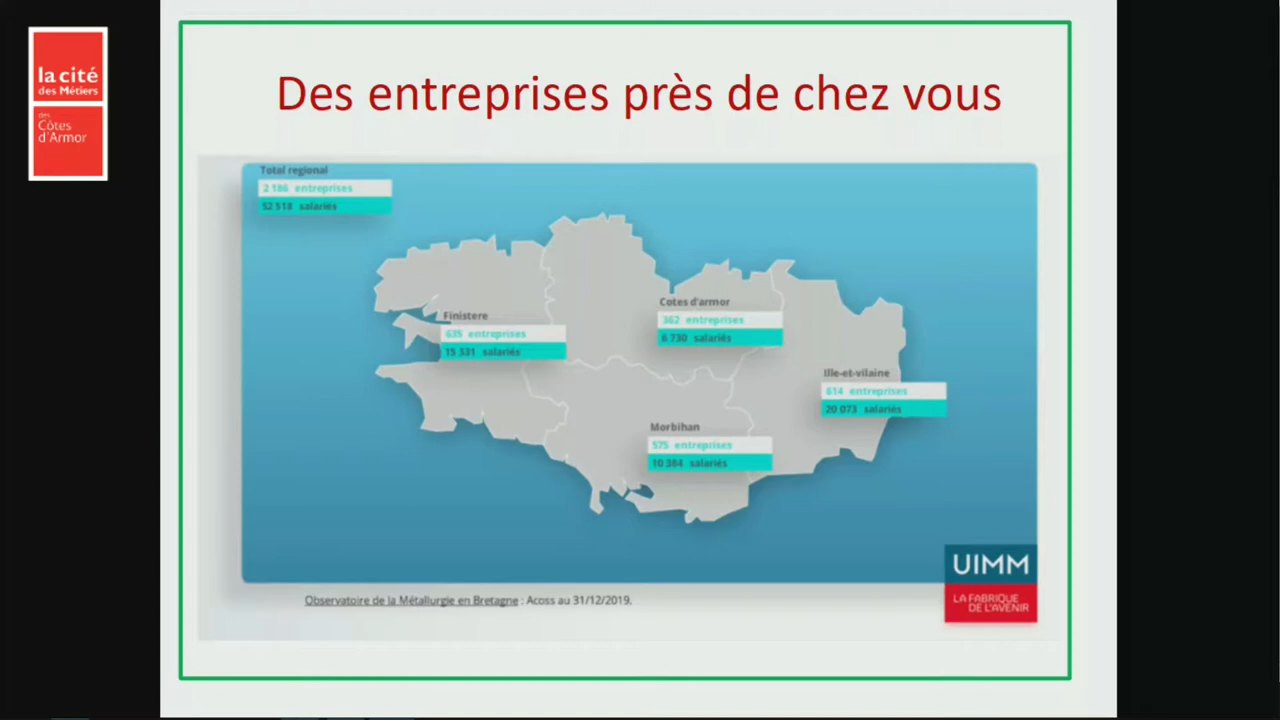 la cité
des Métiers
des
Côtes
d'Armor
Des entreprises près de chez vous
Total regional
2 186 entreprises
52 518 salariés
Finistere
635 entreprises
15 331 salariés
Cotes d'armor
362 entreprises
6 730 salariés
Ille-et-vilaine
614 entreprises
20 073 salariés
Morbihan
575 entreprises
10 384 salariés
UIMM
LA FABRIQUE
DE L'AVENIR
Observatoire de la Métallurgie en Bretagne : Acoss au 31/12/2019.